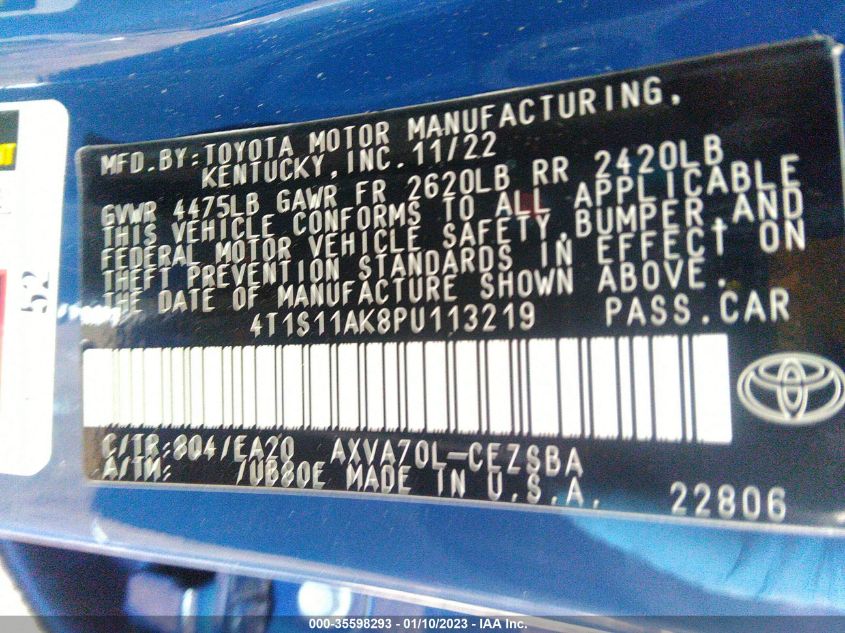 MFD.BY:TOYOTA MOTOR MANUFACTURING,
KENTUCKY,INC. 11/22
GVWR 4475LB GAWR FR 2620LB RR 2420LB
THIS VEHICLE CONFORMS TO ALL APPLICABLE
FEDERAL MOTOR VEHICLE SAFETY,BUMPER,AND
THEFT PREVENTION STANDARDS IN EFFECT ON
THE DATE OF MANUFACTURE SHOWN ABOVE.
4T1S11AK8PU113219 PASS.CAR
C/TR:804/EA20 AXVA70L-CEZSBA
A/TM: /UB80E MADE IN U.S.A.
22806
52
000-35598293 - 01/10/2023 - IAA Inc.